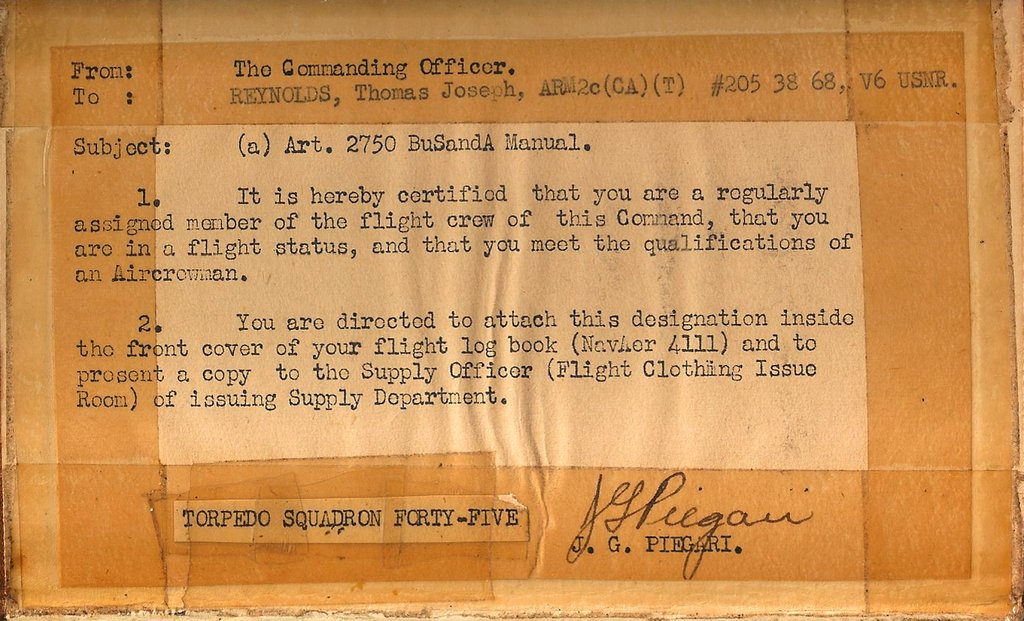 From: The Commanding Officer.
To : REYNOLDS, Thomas Joseph, ARM2c(CA)(T) #205 38 68, V6 USNR.
Subject: (a) Art. 2750 BuSandA Manual.
1. It is hereby certified that you are a regularly
assigned member of the flight crew of this Command, that you
are in a flight status, and that you meet the qualifications of
an Aircrewman.
2. You are directed to attach this designation inside
the front cover of your flight log book (NavAer 4111) and to
present a copy to the Supply Officer (Flight Clothing Issue
Room) of issuing Supply Department.
TORPEDO SQUADRON FORTY-FIVE
J G Piegari
J. G. PIEGARI.